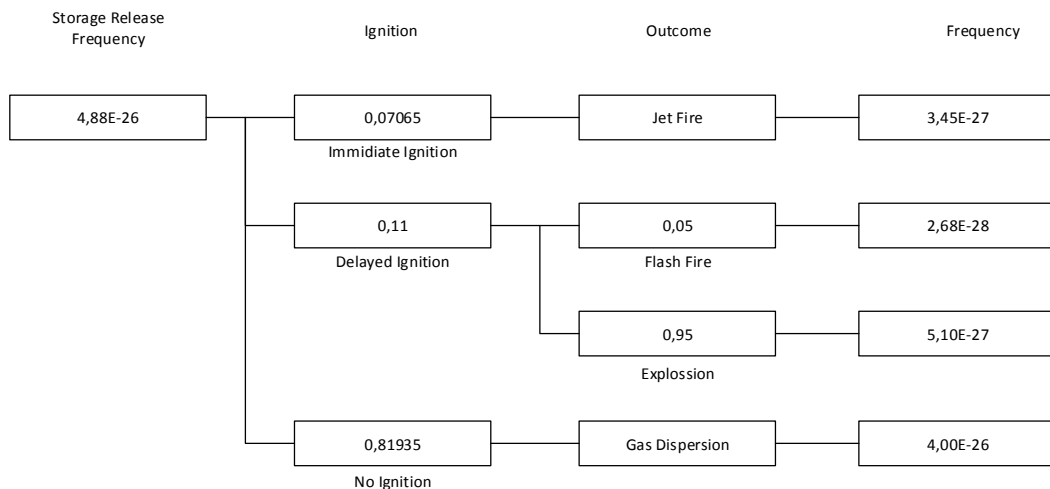 Storage Release
Frequency
Ignition
Outcome
Frequency
4,88E-26
0,07065
Jet Fire
3,45E-27
Immidiate Ignition
0,11
0,05
2,68E-28
Delayed Ignition
Flash Fire
0,95
5,10E-27
Explossion
0,81935
Gas Dispersion
4,00E-26
No Ignition